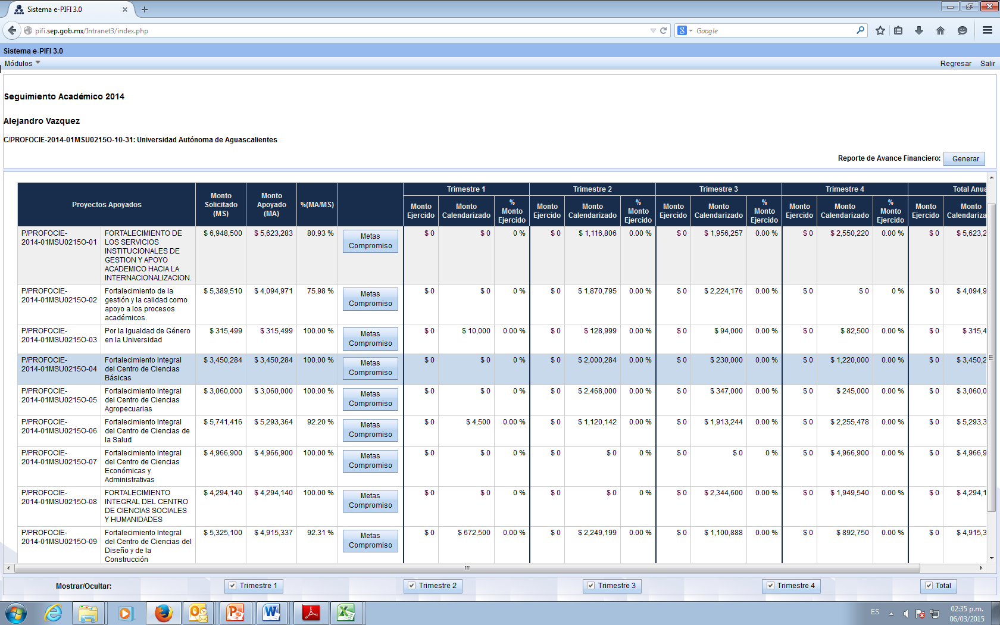 Sistema e-PIFI 3.0
pifi.sep.gob.mx/Intranet3/index.php
Google
Sistema e-PIFI 3.0
Módulos
Regresar Salir
Seguimiento Académico 2014
Alejandro Vazquez
C/PROFOCIE-2014-01MSU0215O-10-31: Universidad Autónoma de Aguascalientes
Reporte de Avance Financiero: Generar
Trimestre 1 Trimestre 2 Trimestre 3 Trimestre 4 Total Anua
Proyectos Apoyados
Monto Solicitado (MS)
Monto Apoyado (MA)
%(MA/MS)
Monto Ejercido Monto Calendarizado % Monto Ejercido Monto Ejercido Monto Calendarizado % Monto Ejercido Monto Ejercido Monto Calendarizado % Monto Ejercido Monto Ejercido Monto Calendarizado % Monto Ejercido Monto Ejercido Monto Calendariza
P/PROFOCIE-
2014-01MSU0215O-01
FORTALECIMIENTO DE
LOS SERVICIOS
INSTITUCIONALES DE
GESTION Y APOYO
ACADEMICO HACIA LA
INTERNACIONALIZACION.
$ 6,948,500 $ 5,623,283 80.93 % Metas Compromiso $ 0 $ 0 0 % $ 0 $ 1,116,806 0.00 % $ 0 $ 1,956,257 0.00 % $ 0 $ 2,550,220 0.00 % $ 0 $ 5,623,2
P/PROFOCIE-
2014-01MSU0215O-02
Fortalecimiento de la
gestión y la calidad como
apoyo a los procesos
académicos.
$ 5,389,510 $ 4,094,971 75.98 % Metas Compromiso $ 0 $ 0 0 % $ 0 $ 1,870,795 0.00 % $ 0 $ 2,224,176 0.00 % $ 0 $ 0 0 % $ 0 $ 4,094,9
P/PROFOCIE-
2014-01MSU0215O-03
Por la Igualdad de Género
en la Universidad
$ 315,499 $ 315,499 100.00 % Metas Compromiso $ 0 $ 10,000 0.00 % $ 0 $ 128,999 0.00 % $ 0 $ 94,000 0.00 % $ 0 $ 82,500 0.00 % $ 0 $ 315,4
P/PROFOCIE-
2014-01MSU0215O-04
Fortalecimiento Integral
del Centro de Ciencias
Básicas
$ 3,450,284 $ 3,450,284 100.00 % Metas Compromiso $ 0 $ 0 0 % $ 0 $ 2,000,284 0.00 % $ 0 $ 230,000 0.00 % $ 0 $ 1,220,000 0.00 % $ 0 $ 3,450,2
P/PROFOCIE-
2014-01MSU0215O-05
Fortalecimiento Integral
del Centro de Ciencias
Agropecuarias
$ 3,060,000 $ 3,060,000 100.00 % Metas Compromiso $ 0 $ 0 0 % $ 0 $ 2,468,000 0.00 % $ 0 $ 347,000 0.00 % $ 0 $ 245,000 0.00 % $ 0 $ 3,060,0
P/PROFOCIE-
2014-01MSU0215O-06
Fortalecimiento Integral
del Centro de Ciencias de
la Salud
$ 5,741,416 $ 5,293,364 92.20 % Metas Compromiso $ 0 $ 4,500 0.00 % $ 0 $ 1,120,142 0.00 % $ 0 $ 1,913,244 0.00 % $ 0 $ 2,255,478 0.00 % $ 0 $ 5,293,3
P/PROFOCIE-
2014-01MSU0215O-07
Fortalecimiento Integral
del Centro de Ciencias
Económicas y
Administrativas
$ 4,966,900 $ 4,966,900 100.00 % Metas Compromiso $ 0 $ 0 0 % $ 0 $ 0 0 % $ 0 $ 0 0 % $ 0 $ 4,966,900 0.00 % $ 0 $ 4,966,9
P/PROFOCIE-
2014-01MSU0215O-08
FORTALECIMIENTO
INTEGRAL DEL CENTRO
DE CIENCIAS SOCIALES
Y HUMANIDADES
$ 4,294,140 $ 4,294,140 100.00 % Metas Compromiso $ 0 $ 0 0 % $ 0 $ 0 0 % $ 0 $ 2,344,600 0.00 % $ 0 $ 1,949,540 0.00 % $ 0 $ 4,294,1
P/PROFOCIE-
2014-01MSU0215O-09
Fortalecimiento Integral
del Centro de Ciencias del
Diseño y de la
Construcción
$ 5,325,100 $ 4,915,337 92.31 % Metas Compromiso $ 0 $ 672,500 0.00 % $ 0 $ 2,249,199 0.00 % $ 0 $ 1,100,888 0.00 % $ 0 $ 892,750 0.00 % $ 0 $ 4,915,3
Mostrar/Ocultar: Trimestre 1 Trimestre 2 Trimestre 3 Trimestre 4 Total
ES
02:35 p.m.
06/03/2015